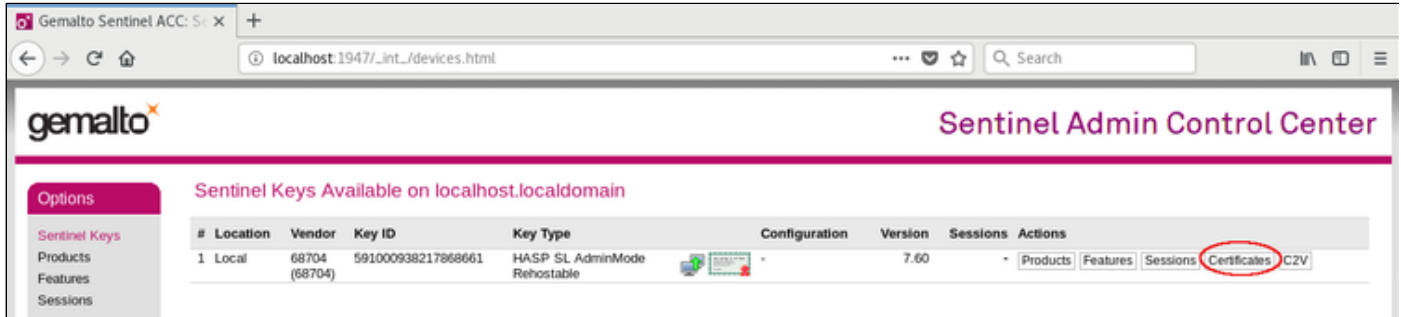 Gemalto Sentinel ACC: Se
localhost:1947/_int_/devices.html
Search
gemalto
Sentinel Admin Control Center
Options
Sentinel Keys
Products
Features
Sessions
Sentinel Keys Available on localhost.localdomain
# Location Vendor Key ID Key Type Configuration Version Sessions Actions
1 Local 68704 591000938217868661 HASP SL AdminMode - 7.60 - Products Features Sessions Certificates C2V
(68704) Rehostable